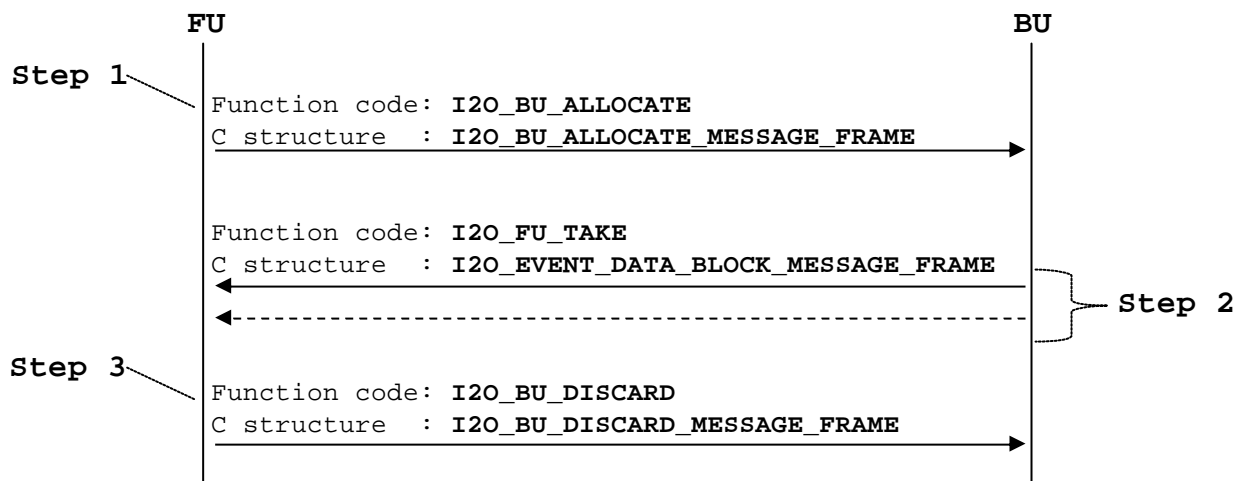 FU BU
Step 1
Function code: I2O_BU_ALLOCATE
C structure : I2O_BU_ALLOCATE_MESSAGE_FRAME
Function code: I2O_FU_TAKE
C structure : I2O_EVENT_DATA_BLOCK_MESSAGE_FRAME
Step 2
Step 3
Function code: I2O_BU_DISCARD
C structure : I2O_BU_DISCARD_MESSAGE_FRAME